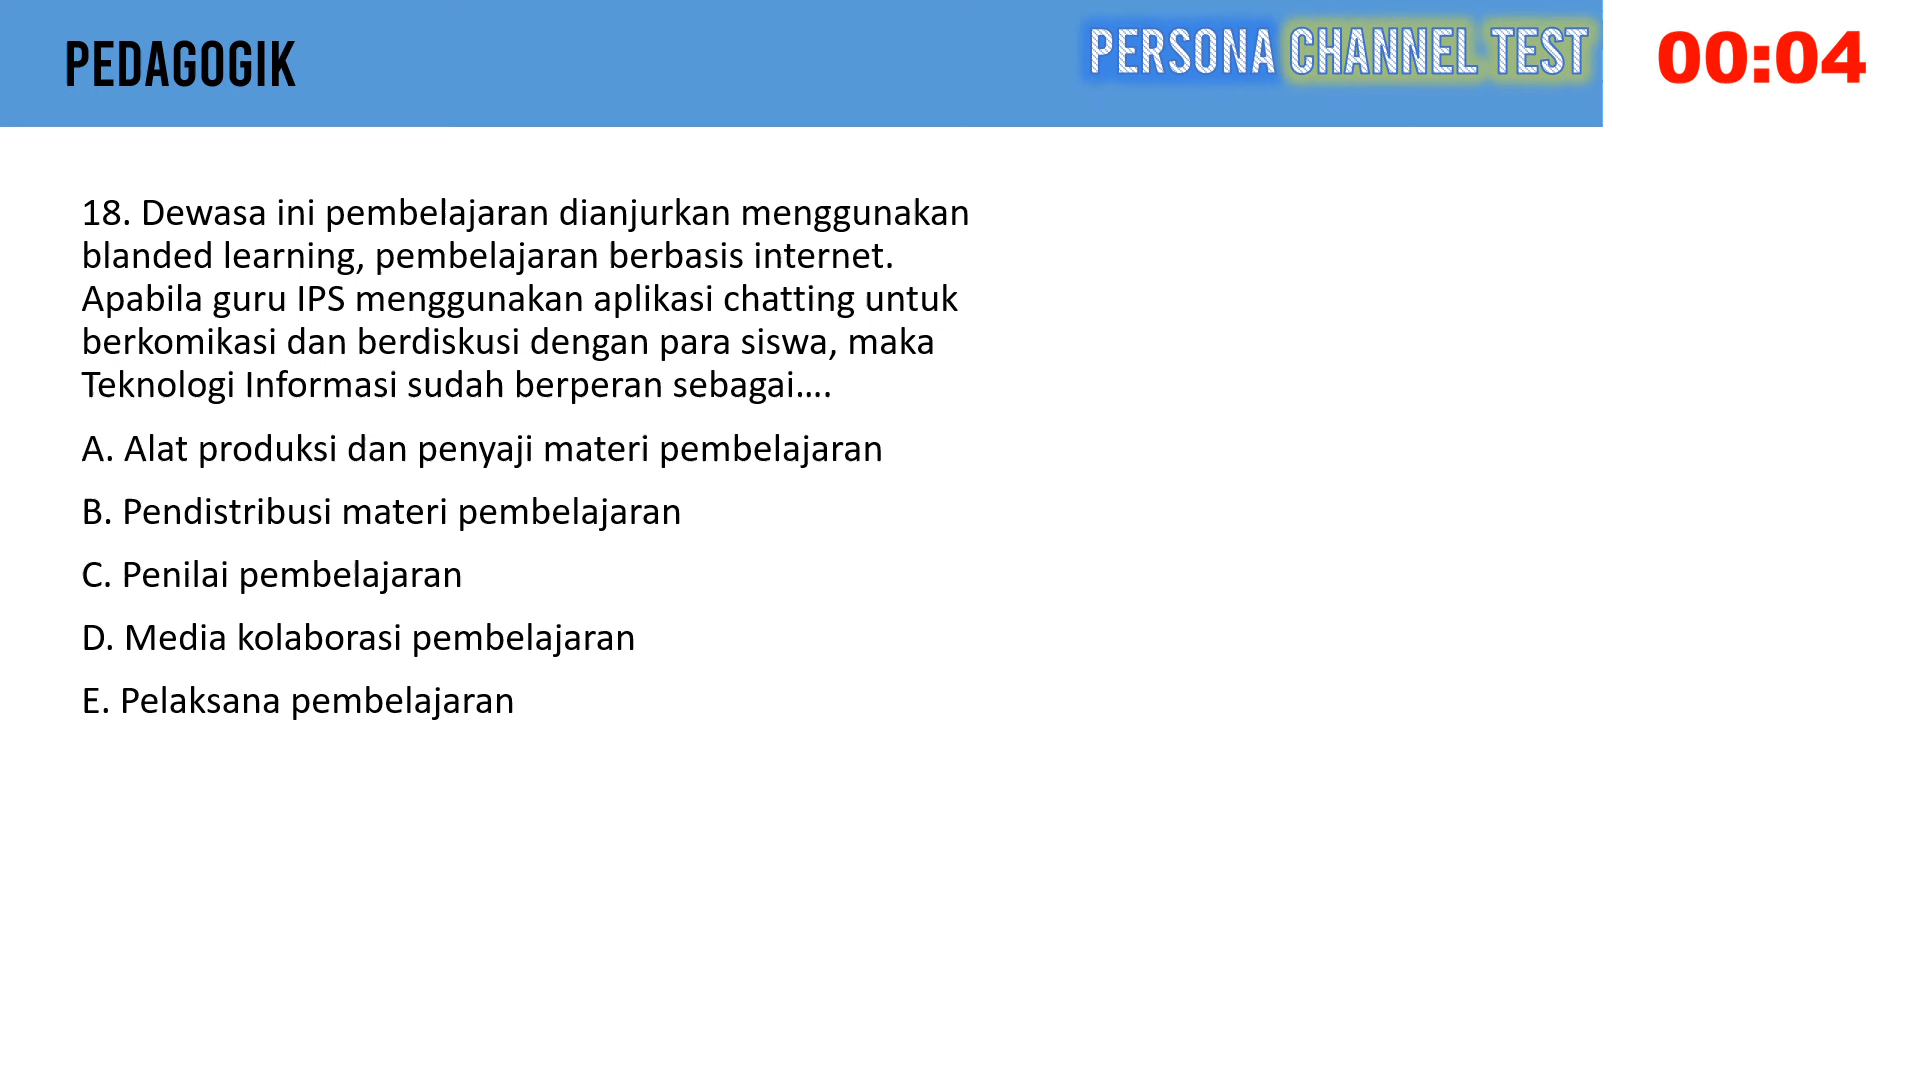 PEDAGOGIK
PERSONA CHANNEL TEST
00:04
18. Dewasa ini pembelajaran dianjurkan menggunakan
blanded learning, pembelajaran berbasis internet.
Apabila guru IPS menggunakan aplikasi chatting untuk
berkomikasi dan berdiskusi dengan para siswa, maka
Teknologi Informasi sudah berperan sebagai....
A. Alat produksi dan penyaji materi pembelajaran
B. Pendistribusi materi pembelajaran
C. Penilai pembelajaran
D. Media kolaborasi pembelajaran
E. Pelaksana pembelajaran